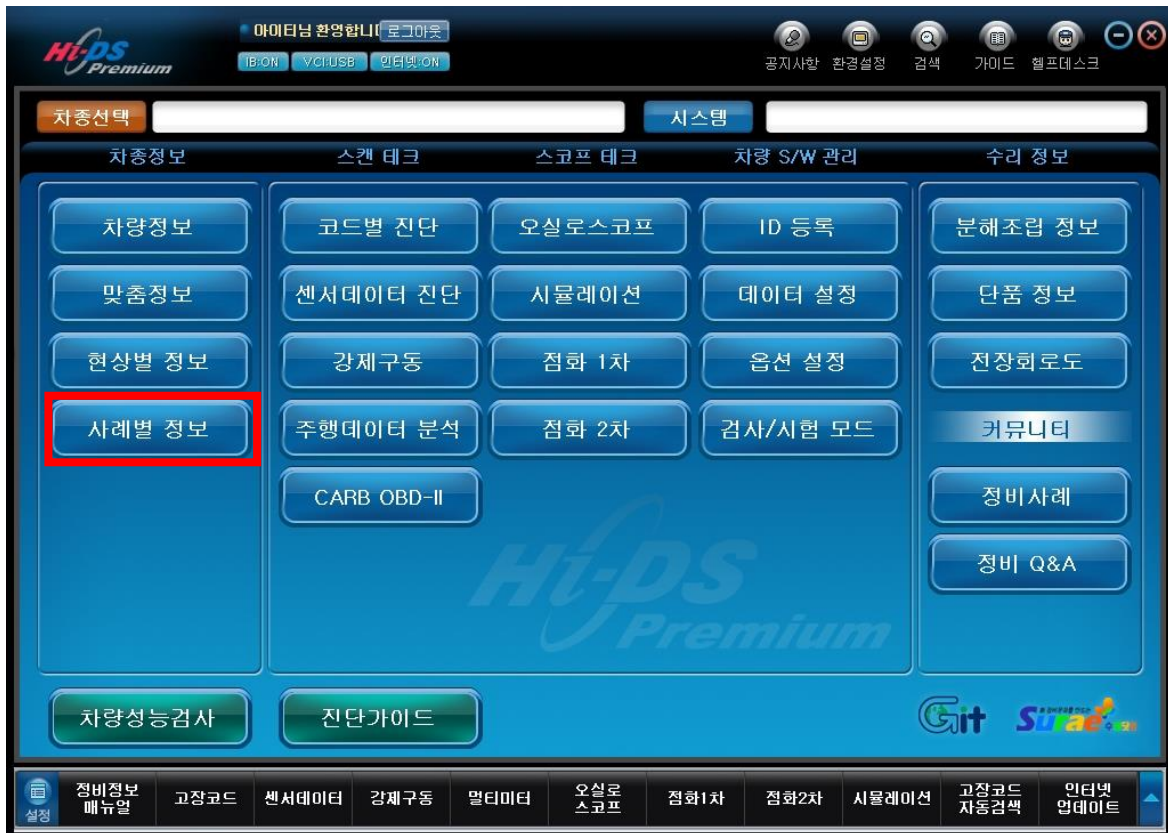 Hi-DS
Premium
아이티님 환영합니
로그아웃
IB:ON
VCI:USB
인터넷:ON
공지사항
환경설정
검색
가이드
헬프데스크
차종선택
시스템
차종정보
스캔 테크
스코프 테크
차량 S/W 관리
수리 정보
차량정보
코드별 진단
오실로스코프
ID 등록
분해조립 정보
맞춤정보
센서데이터 진단
시뮬레이션
데이터 설정
단품 정보
현상별 정보
강제구동
점화 1차
옵션 설정
전장회로도
사례별 정보
주행데이터 분석
점화 2차
검사/시험 모드
커뮤니티
CARB OBD-II
정비사례
정비 Q&A
Hi-DS
Premium
차량성능검사
진단가이드
Git
Surae
설정
정비정보
매뉴얼
고장코드
센서데이터
강제구동
멀티미터
오실로
스코프
점화1차
점화2차
시뮬레이션
고장코드
자동검색
인터넷
업데이트